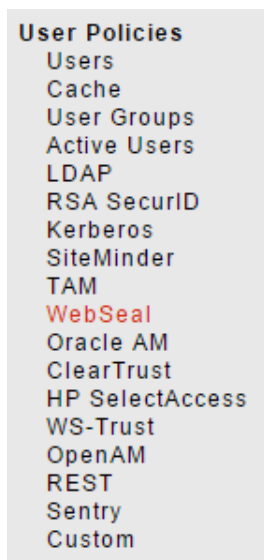 User Policies
Users
Cache
User Groups
Active Users
LDAP
RSA SecurID
Kerberos
SiteMinder
TAM
WebSeal
Oracle AM
ClearTrust
HP SelectAccess
WS-Trust
OpenAM
REST
Sentry
Custom